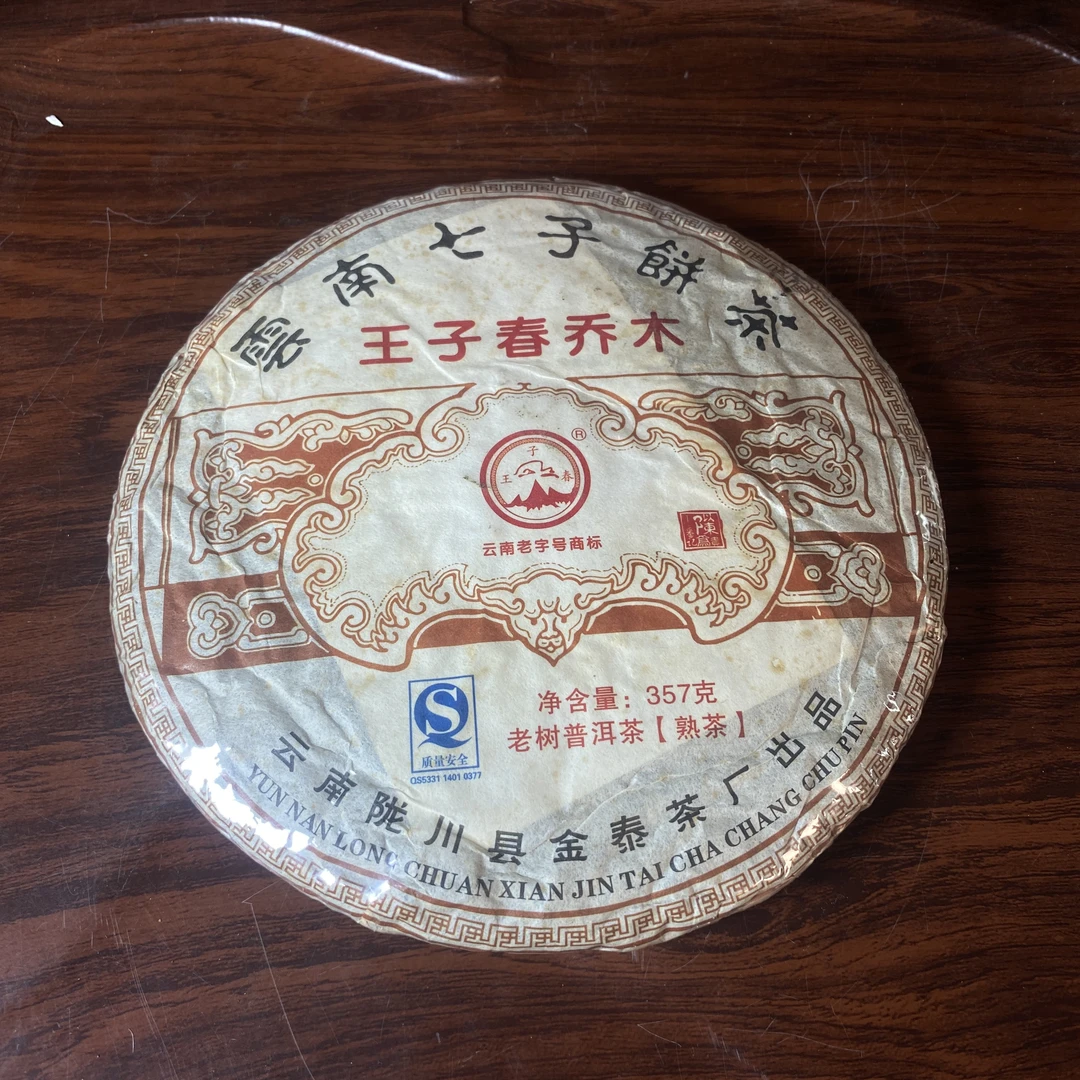 雲南七子餅茶
王子春乔木
子
王 春
®
云南老字号商标
陳
净含量：357克
老树普洱茶【熟茶】
质量安全
QS5331 1401 0377
云南陇川县金泰茶厂出品
YUN NAN LONG CHUAN XIAN JIN TAI CHA CHANG CHU PIN